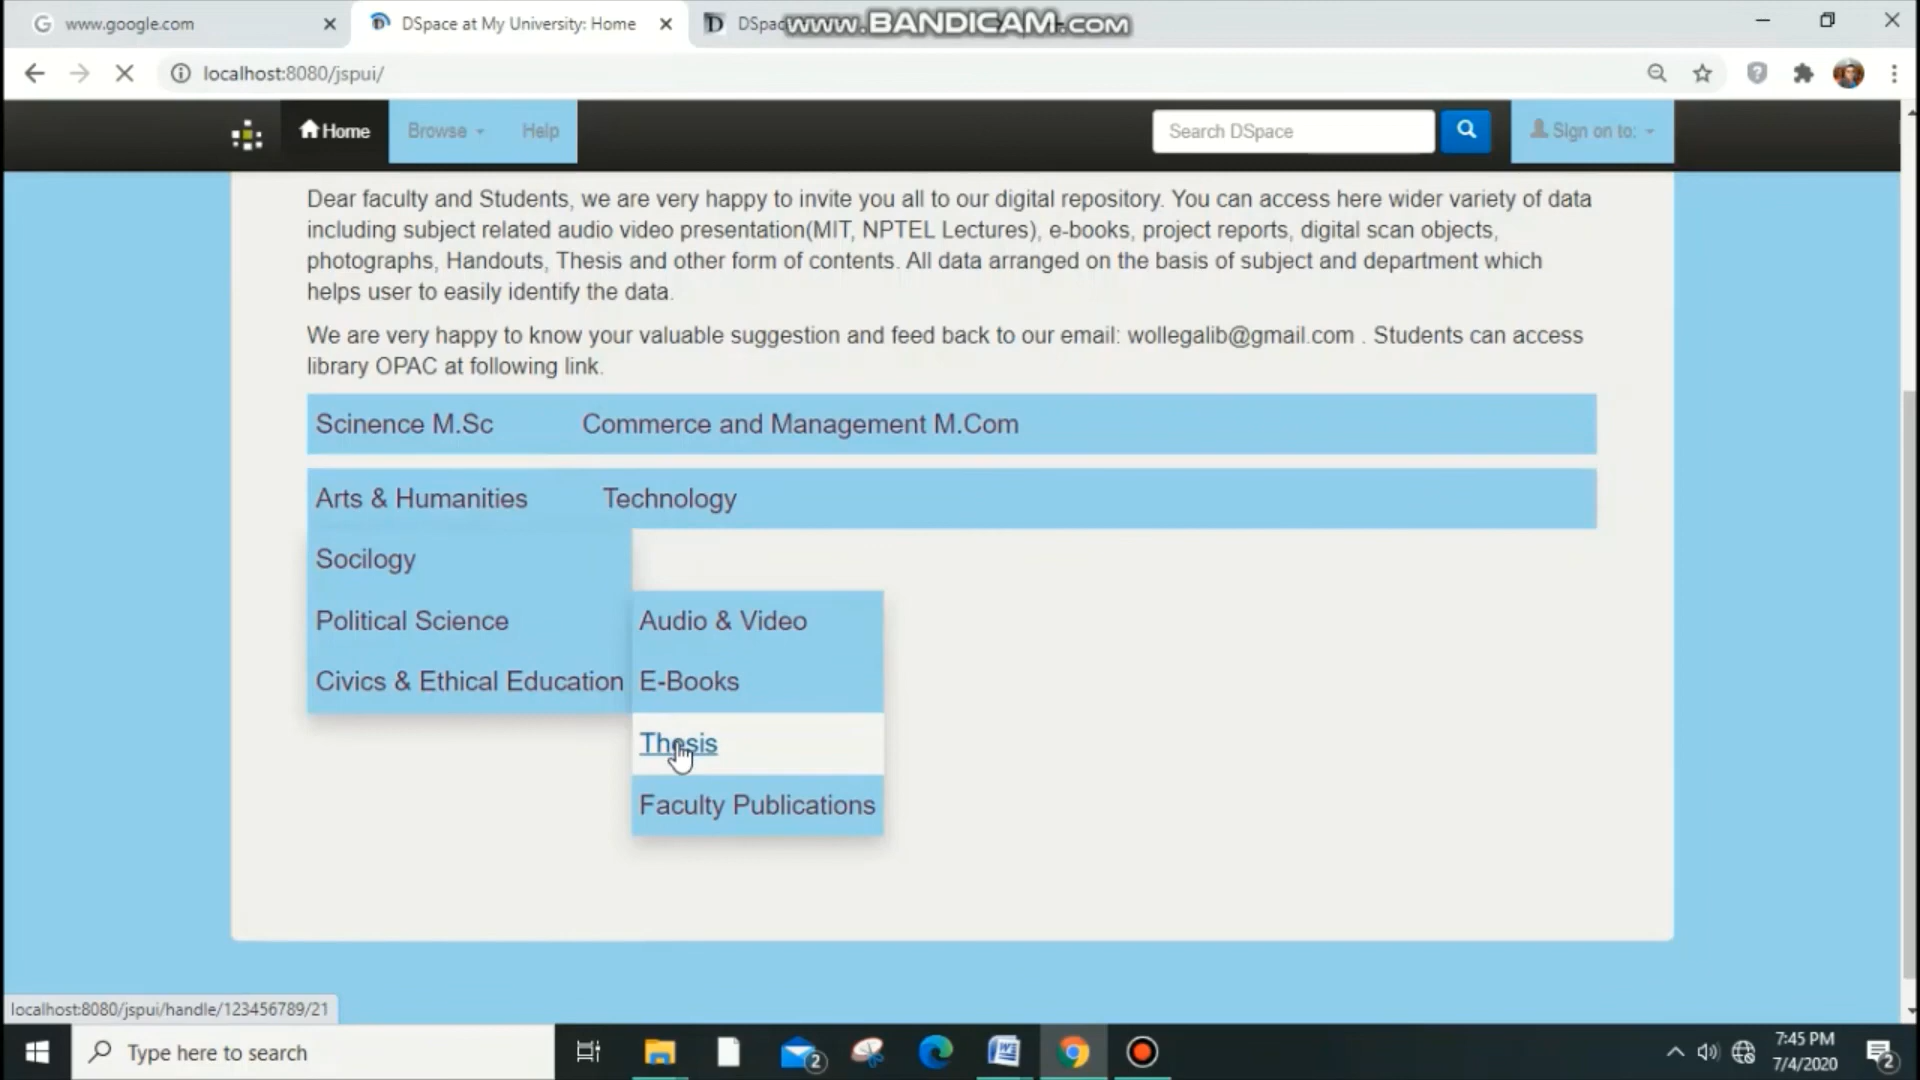 www.google.com
DSpace at My University: Home
DSpac
www.BANDICAM.com
localhost:8080/jspui/
Home
Browse
Help
Search DSpace
Sign on to:
Dear faculty and Students, we are very happy to invite you all to our digital repository. You can access here wider variety of data
including subject related audio video presentation(MIT, NPTEL Lectures), e-books, project reports, digital scan objects,
photographs, Handouts, Thesis and other form of contents. All data arranged on the basis of subject and department which
helps user to easily identify the data.
We are very happy to know your valuable suggestion and feed back to our email: wollegalib@gmail.com . Students can access
library OPAC at following link.
Scinence M.Sc
Commerce and Management M.Com
Arts & Humanities
Technology
Socilogy
Political Science
Audio & Video
Civics & Ethical Education
E-Books
Thesis
Faculty Publications
localhost:8080/jspui/handle/123456789/21
Type here to search
2
7:45 PM
7/4/2020
2